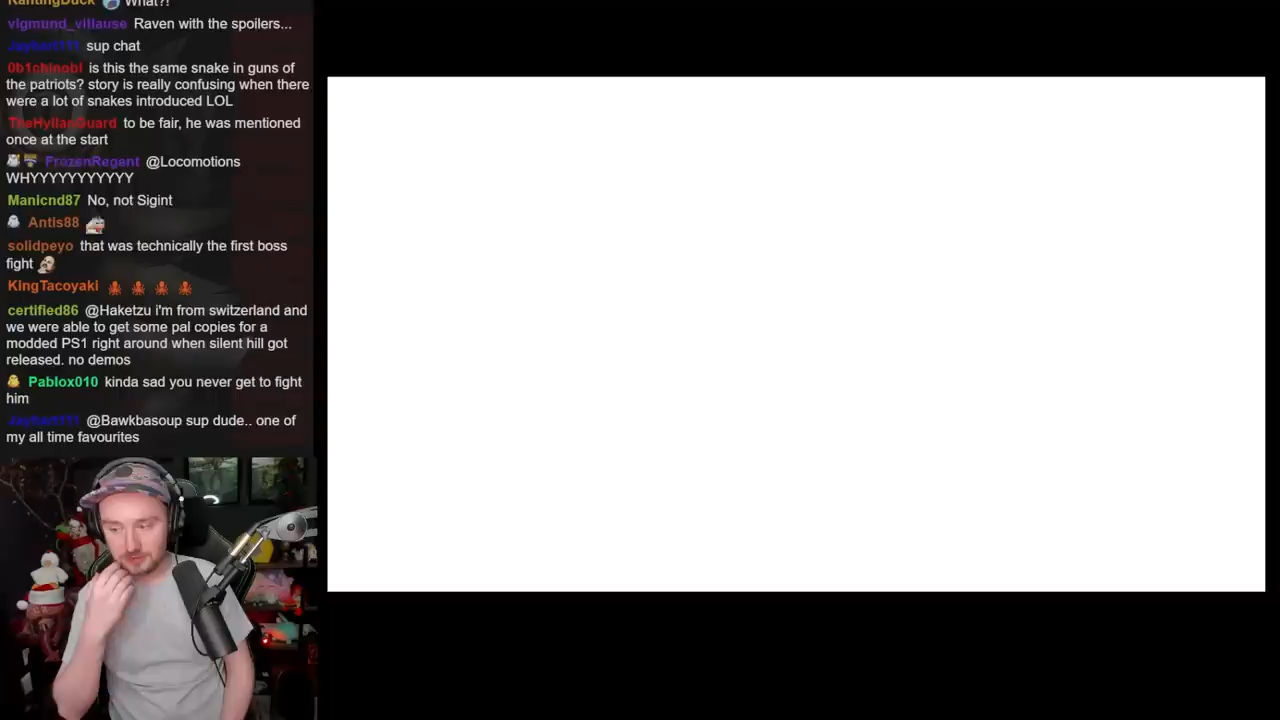 RantingDuck What?!
vigmund_villause Raven with the spoilers...
sup chat
0b1chinobi is this the same snake in guns of
the patriots? story is really confusing when there
were a lot of snakes introduced LOL
TheHylianGuard to be fair, he was mentioned
once at the start
FrozenRegent @Locomotions
WHYYYYYYYYYYY
Manicnd87 No, not Sigint
Antis88
solidpeyo that was technically the first boss
fight
KingTacoyaki
certified86 @Haketzu i'm from switzerland and
we were able to get some pal copies for a
modded PS1 right around when silent hill got
released. no demos
Pablox010 kinda sad you never get to fight
him
@Bawkbasoup sup dude.. one of
my all time favourites